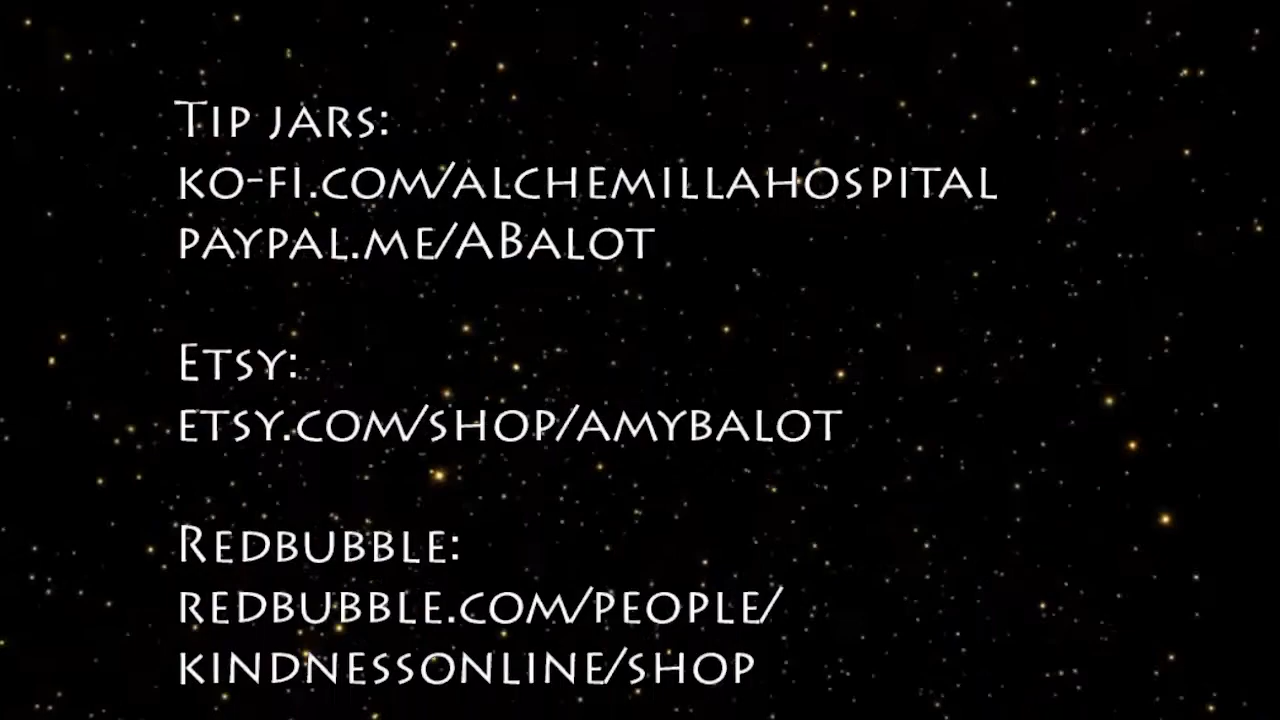 Tip jars:
ko-fi.com/alchemillahospital
paypal.me/ABalot
Etsy:
etsy.com/shop/amybalot
Redbubble:
redbubble.com/people/
kindnessonline/shop